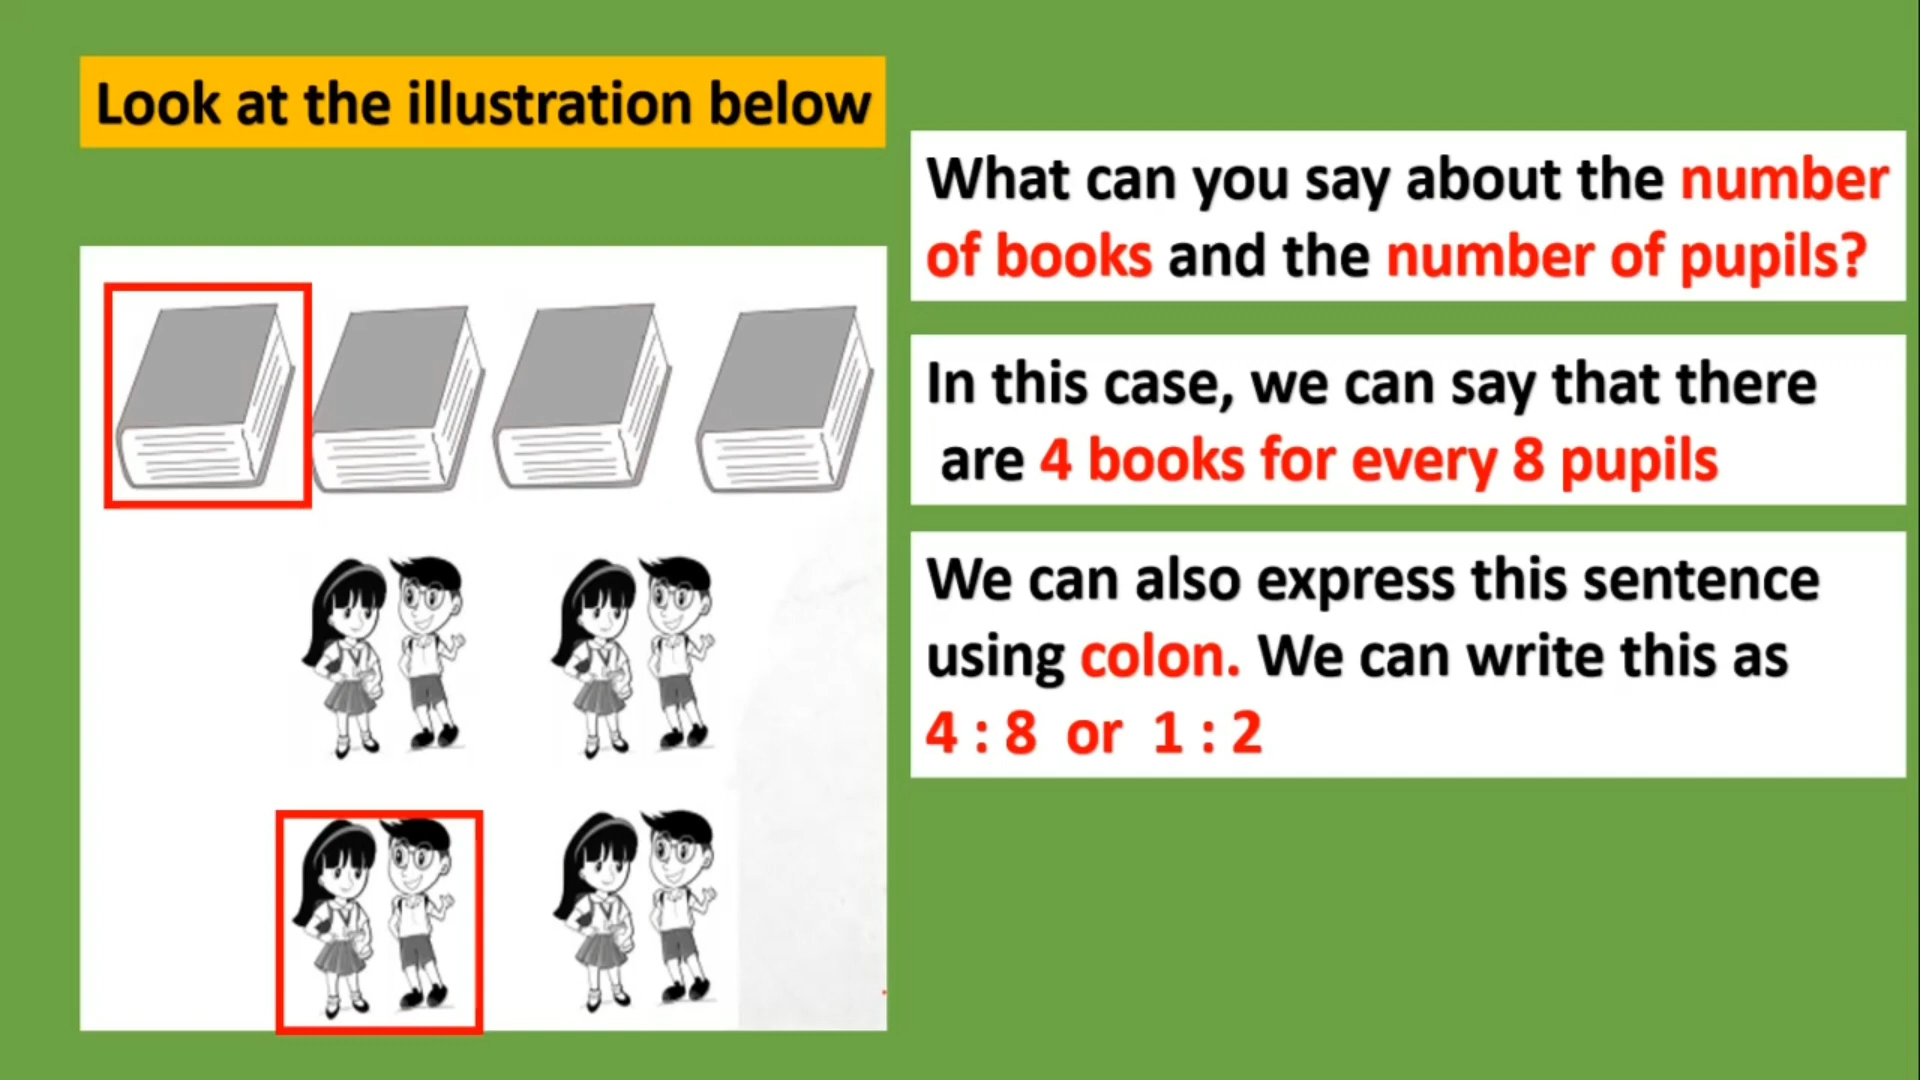 Look at the illustration below
What can you say about the number
of books and the number of pupils?
In this case, we can say that there
are 4 books for every 8 pupils
We can also express this sentence
using colon. We can write this as
4 : 8 or 1 : 2